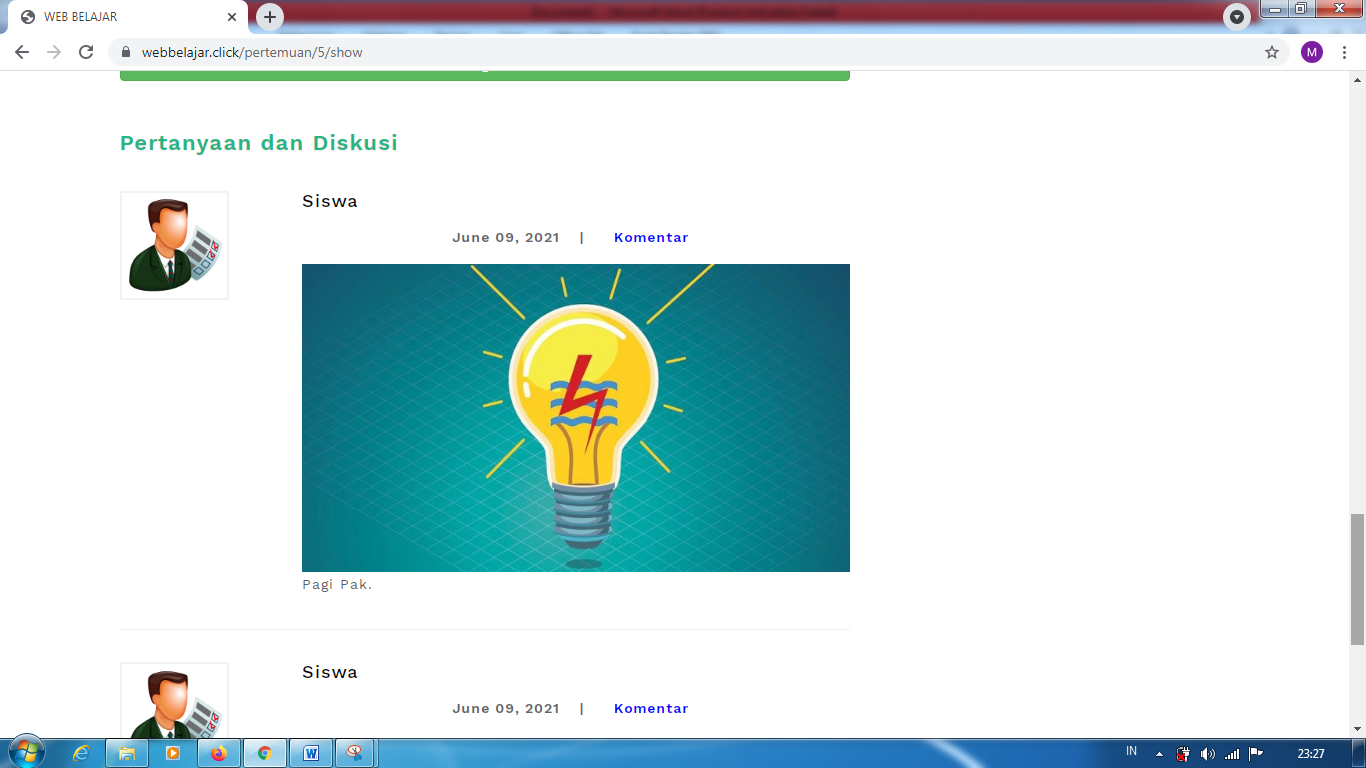 WEB BELAJAR
webbelajar.click/pertemuan/5/show
M
Pertanyaan dan Diskusi
Siswa
June 09, 2021 | Komentar
Pagi Pak.
Siswa
June 09, 2021 | Komentar
IN
23:27